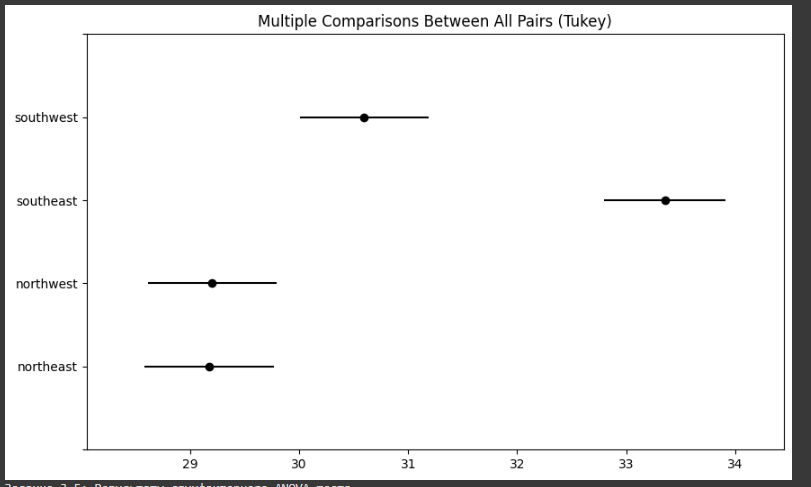 Multiple Comparisons Between All Pairs (Tukey)
southwest
southeast
northwest
northeast
29 30 31 32 33 34